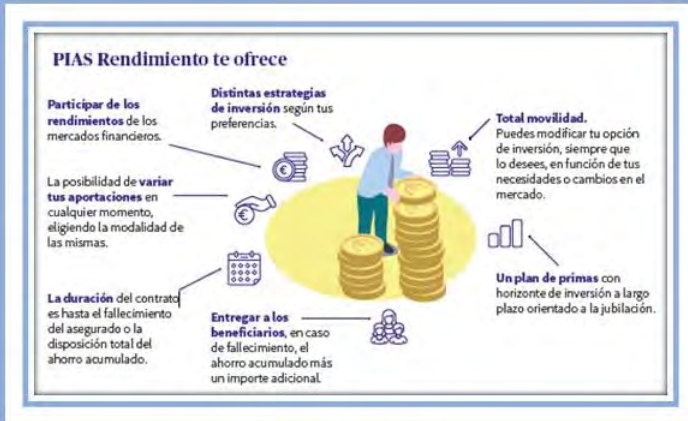 PIAS Rendimiento te ofrece
Participar de los
rendimientos de los
mercados financieros.
Distintas estrategias
de inversión según tus
preferencias.
Total movilidad.
Puedes modificar tu opción
de inversión, siempre que
lo desees, en función de tus
necesidades o cambios en el
mercado.
La posibilidad de variar
tus aportaciones en
cualquier momento,
eligiendo la modalidad de
las mismas.
Un plan de primas con
horizonte de inversión a largo
plazo orientado a la jubilación.
La duración del contrato
es hasta el fallecimiento
del asegurado o la
disposición total del
ahorro acumulado.
Entregar a los
beneficiarios, en caso
de fallecimiento, el
ahorro acumulado más
un importe adicional.